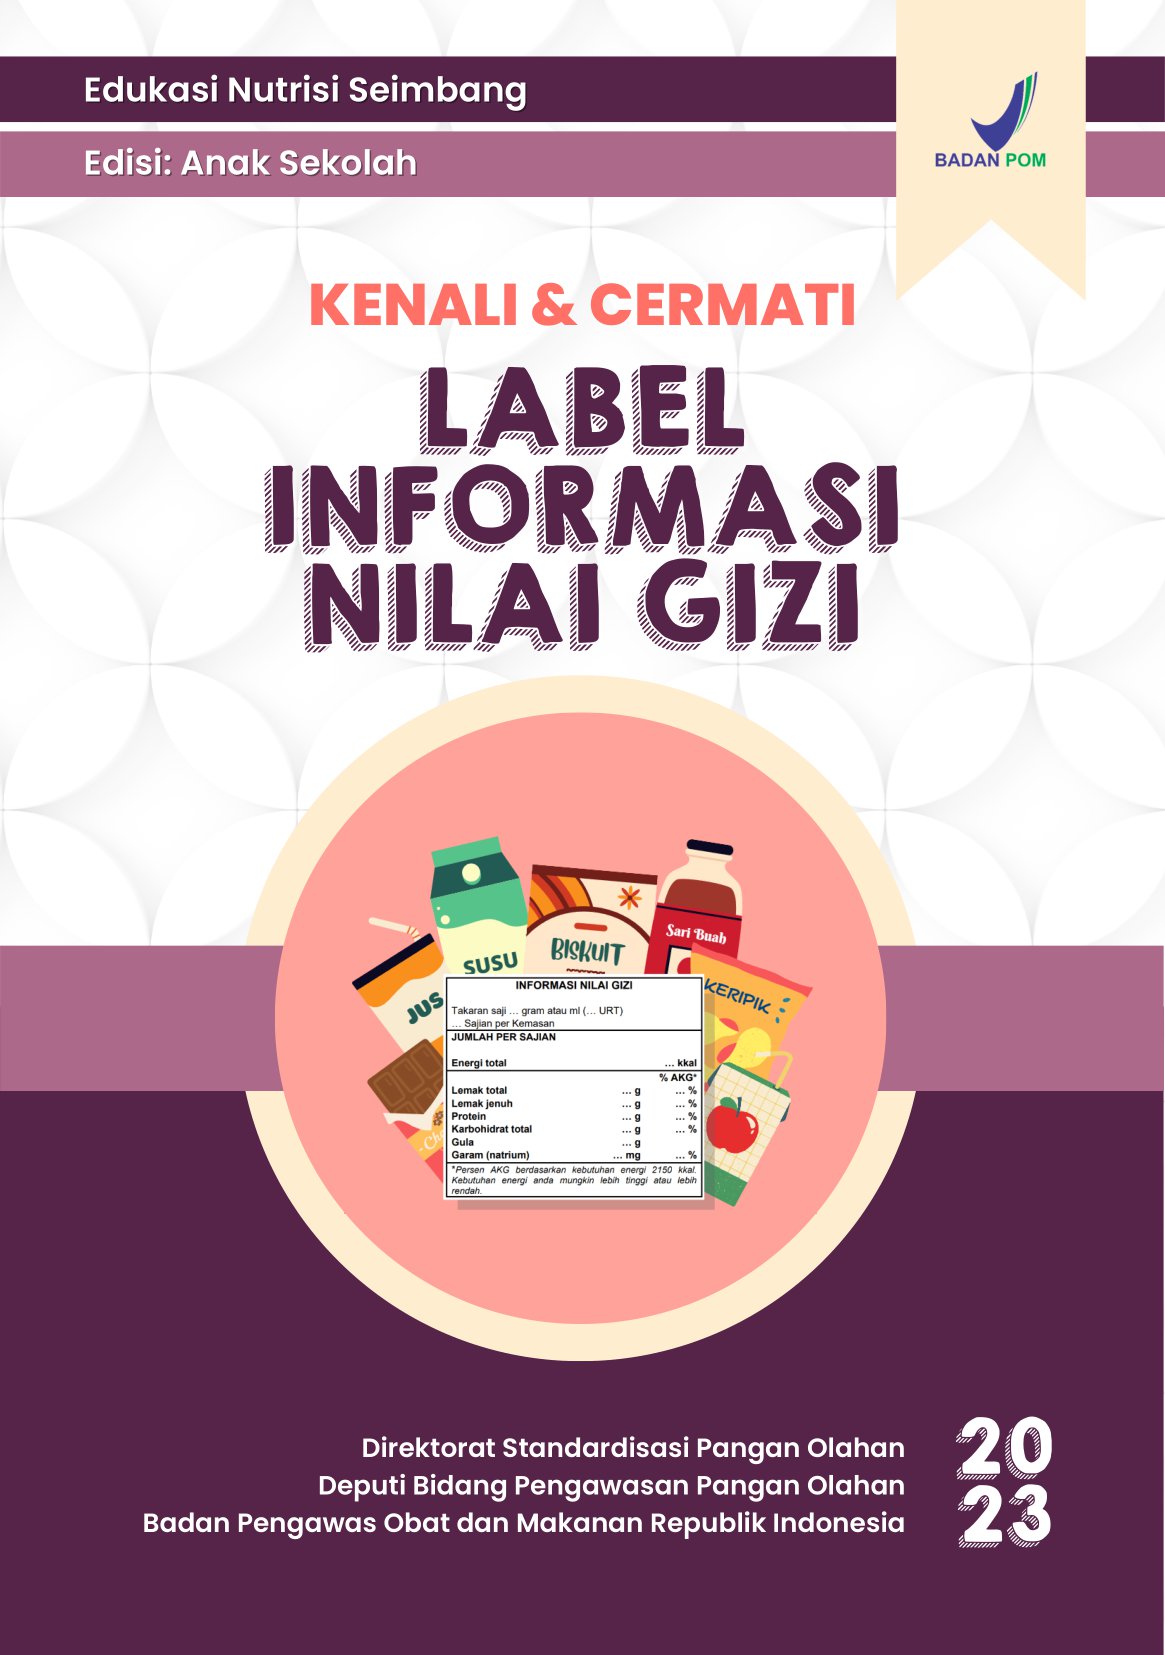 Edukasi Nutrisi Seimbang
Edisi: Anak Sekolah
BADAN POM
KENALI & CERMATI
LABEL
INFORMASI
NILAI GIZI
SUSU
BISKUIT
Sari Buah
JUS
KERIPIK
INFORMASI NILAI GIZI
Takaran saji ... gram atau ml (... URT)
... Sajian per Kemasan
JUMLAH PER SAJIAN
Energi total ... kkal
% AKG*
Lemak total ... g ... %
Lemak jenuh ... g ... %
Protein ... g ... %
Karbohidrat total ... g ... %
Gula ... g
Garam (natrium) ... mg ... %
*Persen AKG berdasarkan kebutuhan energi 2150 kkal.
Kebutuhan energi anda mungkin lebih tinggi atau lebih
rendah.
Direktorat Standardisasi Pangan Olahan
Deputi Bidang Pengawasan Pangan Olahan
Badan Pengawas Obat dan Makanan Republik Indonesia
20
23